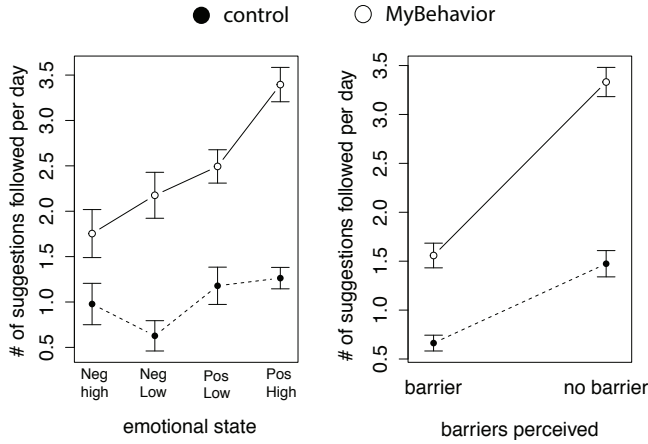 control MyBehavior
# of suggestions followed per day
3.5
3.0
2.5
2.0
1.5
1.0
0.5
Neg high
Neg Low
Pos Low
Pos High
emotional state
# of suggestions followed per day
3.5
3.0
2.5
2.0
1.5
1.0
0.5
barrier no barrier
barriers perceived